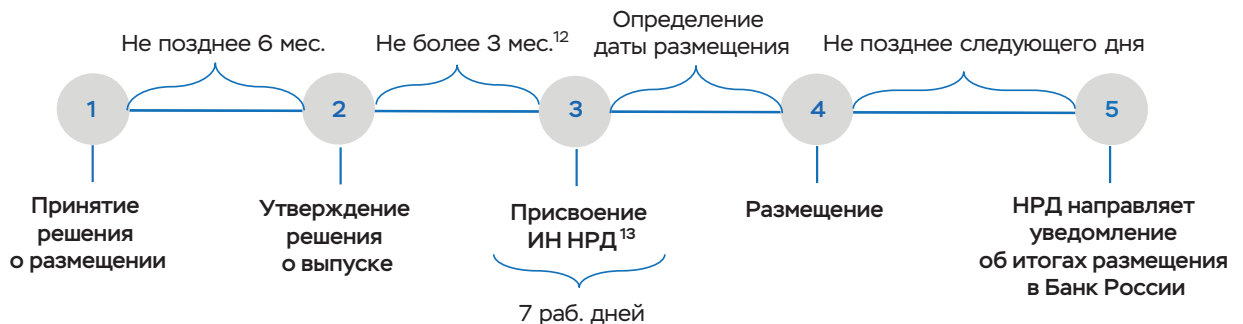 Не позднее 6 мес.
Не более 3 мес.12
Определение
даты размещения
Не позднее следующего дня
1
2
3
4
5
Принятие
решения
о размещении
Утверждение
решения
о выпуске
Присвоение
ИН НРД13
7 раб. дней
Размещение
НРД направляет
уведомление
об итогах размещения
в Банк России